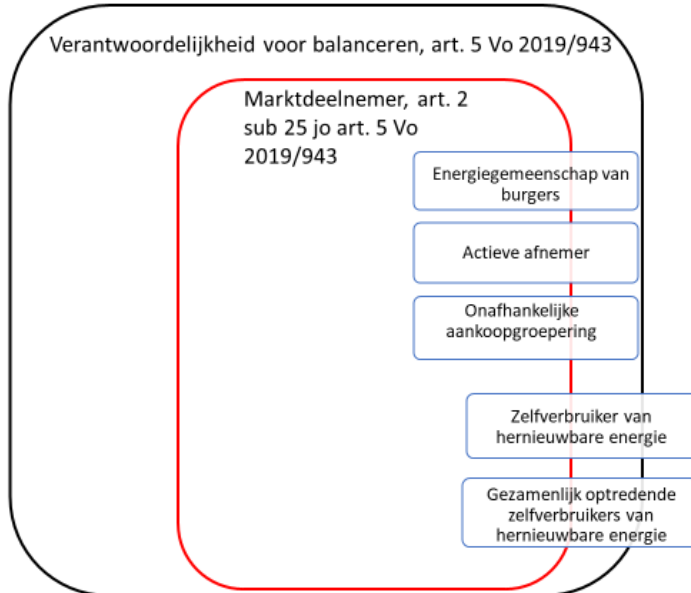 Verantwoordelijkheid voor balanceren, art. 5 Vo 2019/943
Marktdeelnemer, art. 2
sub 25 jo art. 5 Vo
2019/943
Energiegemeenschap van
burgers
Actieve afnemer
Onafhankelijke
aankoopgroepering
Zelfverbruiker van
hernieuwbare energie
Gezamenlijk optredende
zelfverbruikers van
hernieuwbare energie